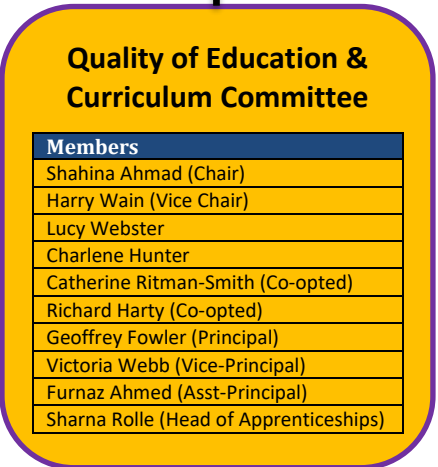 Quality of Education &
Curriculum Committee
Members
Shahina Ahmad (Chair)
Harry Wain (Vice Chair)
Lucy Webster
Charlene Hunter
Catherine Ritman-Smith (Co-opted)
Richard Harty (Co-opted)
Geoffrey Fowler (Principal)
Victoria Webb (Vice-Principal)
Furnaz Ahmed (Asst-Principal)
Sharna Rolle (Head of Apprenticeships)